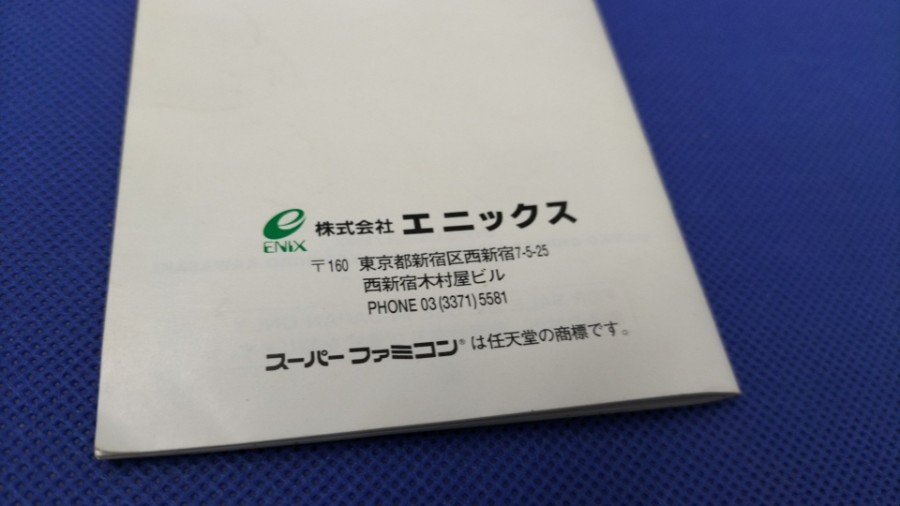 ENIX 株式会社 エニックス
〒160 東京都新宿区西新宿7-5-25
西新宿木村屋ビル
PHONE 03(3371)5581
スーパーファミコン®は任天堂の商標です。